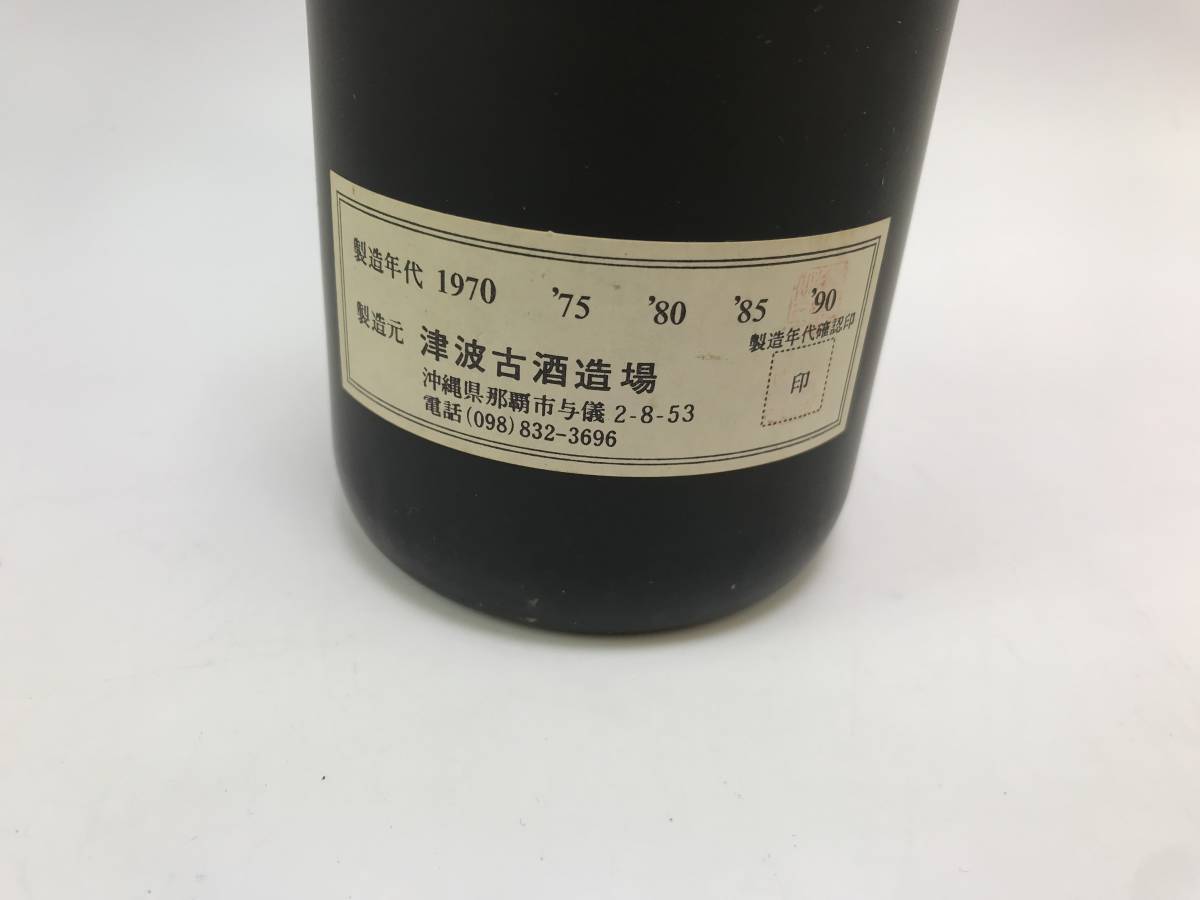 製造年代 1970 '75 '80 '85 '90
製造年代確認印
製造元 津波古酒造場
印
沖縄県那覇市与儀 2-8-53
電話(098)832-3696